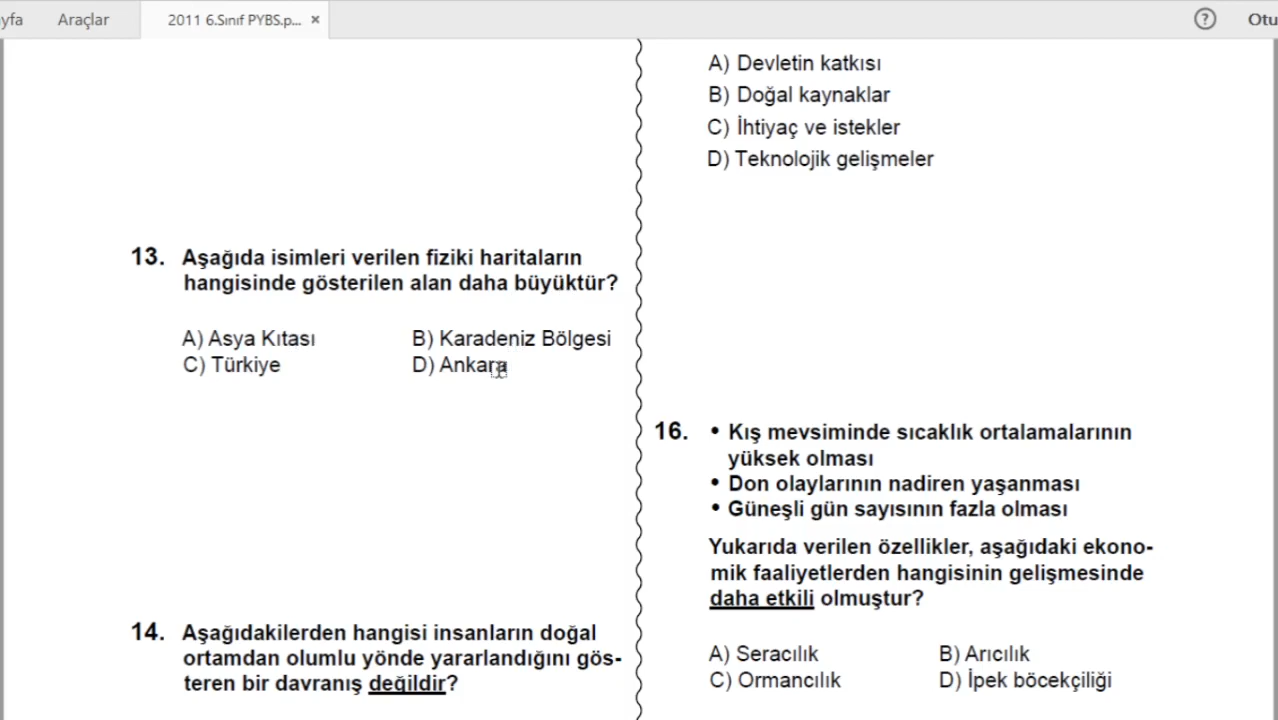 yfa
Araçlar
2011 6.Sınıf PYBS.p... ×
?
Otu
13. Aşağıda isimleri verilen fiziki haritaların
hangisinde gösterilen alan daha büyüktür?
A) Asya Kıtası B) Karadeniz Bölgesi
C) Türkiye D) Ankara
14. Aşağıdakilerden hangisi insanların doğal
ortamdan olumlu yönde yararlandığını gös-
teren bir davranış değildir?
A) Devletin katkısı
B) Doğal kaynaklar
C) İhtiyaç ve istekler
D) Teknolojik gelişmeler
16. • Kış mevsiminde sıcaklık ortalamalarının
yüksek olması
• Don olaylarının nadiren yaşanması
• Güneşli gün sayısının fazla olması
Yukarıda verilen özellikler, aşağıdaki ekono-
mik faaliyetlerden hangisinin gelişmesinde
daha etkili olmuştur?
A) Seracılık B) Arıcılık
C) Ormancılık D) İpek böcekçiliği